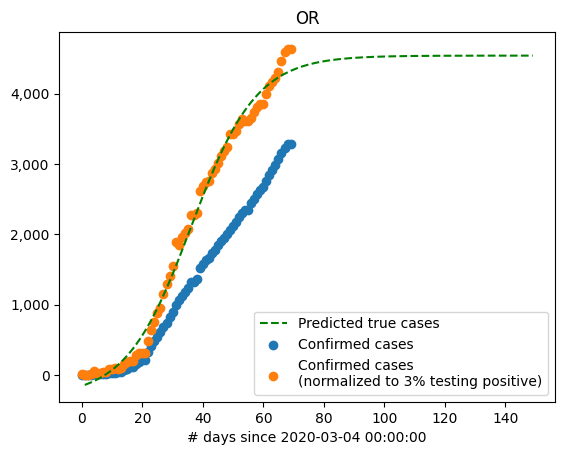 OR
4,000
3,000
2,000
1,000
0
Predicted true cases
Confirmed cases
Confirmed cases
(normalized to 3% testing positive)
0 20 40 60 80 100 120 140
# days since 2020-03-04 00:00:00